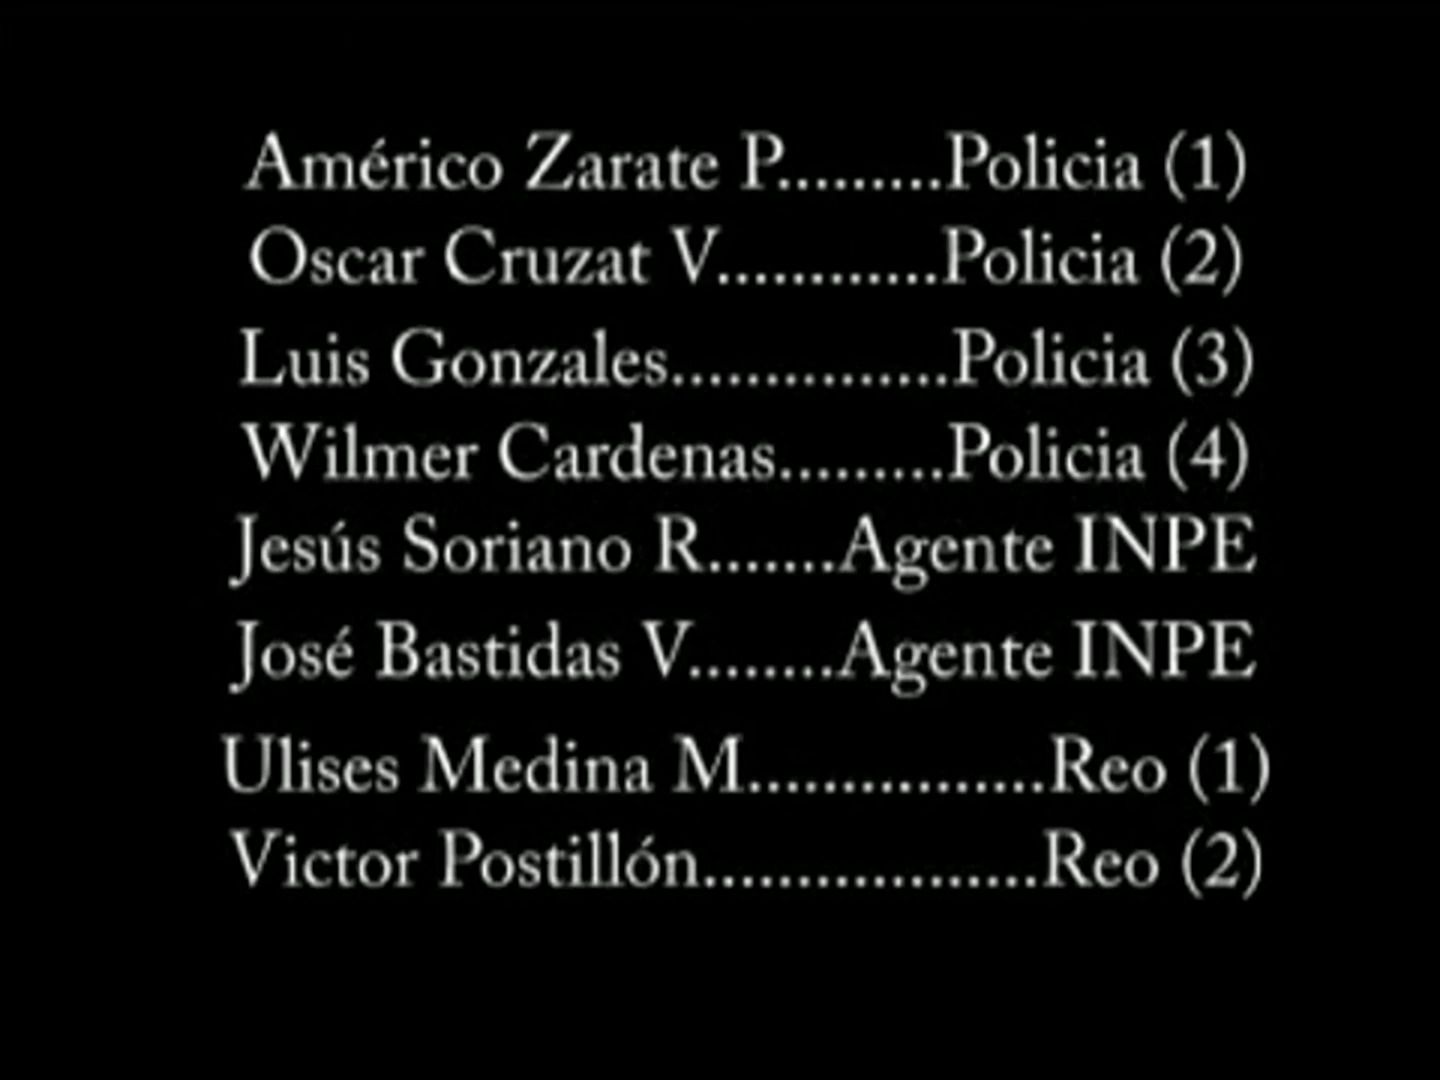 Américo Zarate P.........Policia (1)
Oscar Cruzat V............Policia (2)
Luis Gonzales...............Policia (3)
Wilmer Cardenas.........Policia (4)
Jesús Soriano R.......Agente INPE
José Bastidas V........Agente INPE
Ulises Medina M................Reo (1)
Victor Postillón..................Reo (2)